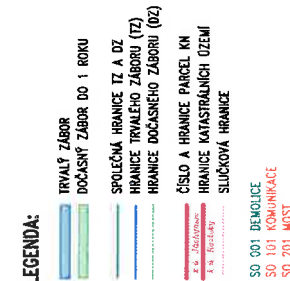 LEGENDA:
TRVALÝ ZÁBOR
DOČASNÝ ZÁBOR DO 1 ROKU
SPOLEČNÁ HRANICE TZ A DZ
HRANICE TRVALÉHO ZÁBORU (TZ)
HRANICE DOČASNÉHO ZÁBORU (DZ)
ČÍSLO A HRANICE PARCEL KN
HRANICE KATASTRÁLNÍCH ÚZEMÍ
SLUČKOVÁ HRANICE
SO 001 DEMOLICE
SO 101 KOMUNIKACE
SO 201 MOST